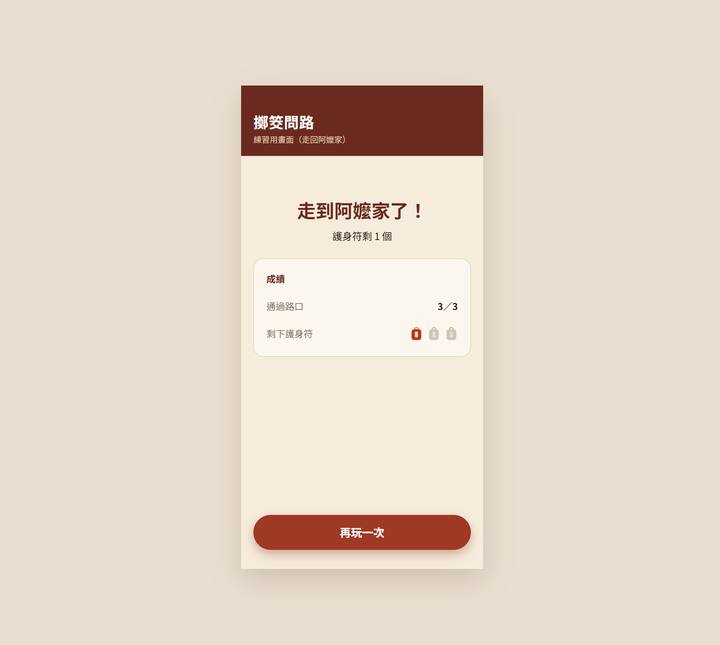 擲筊問路
練習用畫面（走回阿嬤家）
走到阿嬤家了！
護身符剩 1 個
成績
通過路口 3／3
剩下護身符
再玩一次